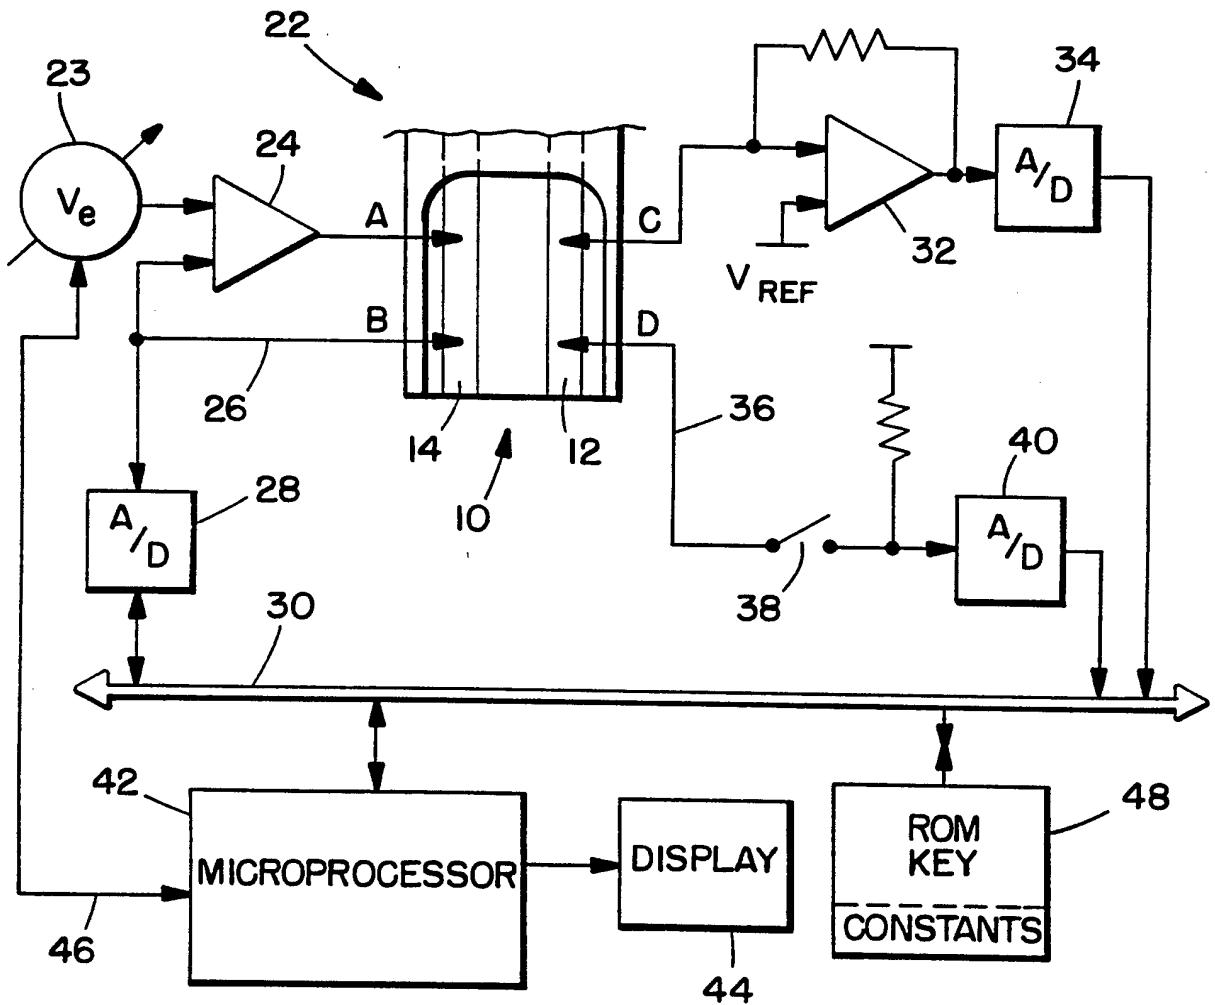 22
23
34
24
A/D
Ve
A
C
32
VREF
B
D
26
36
14
12
40
28
10
A/D
A/D
38
30
42
48
ROM
KEY
MICROPROCESSOR
DISPLAY
CONSTANTS
46
44